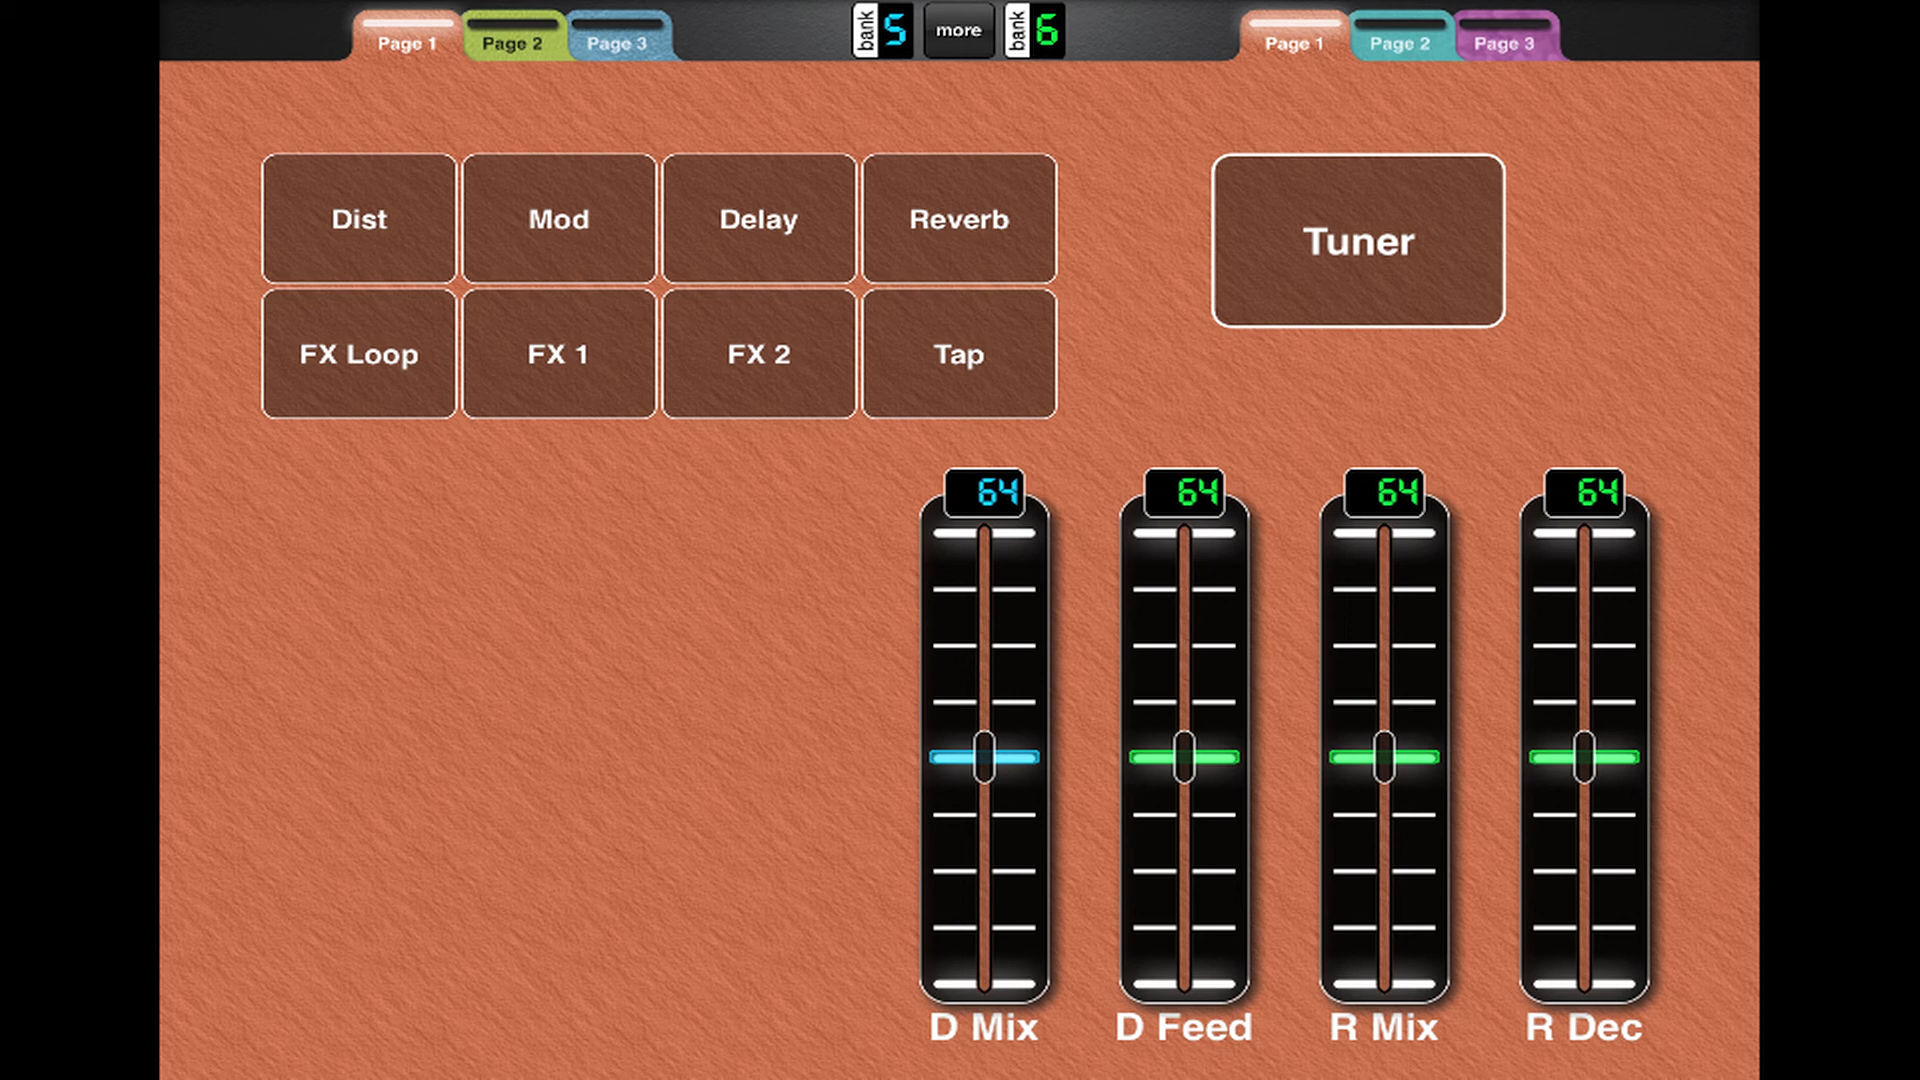 Page 1 Page 2 Page 3 bank 5 more bank 6 Page 1 Page 2 Page 3
Dist Mod Delay Reverb
Tuner
FX Loop FX 1 FX 2 Tap
64 64 64 64
D Mix D Feed R Mix R Dec